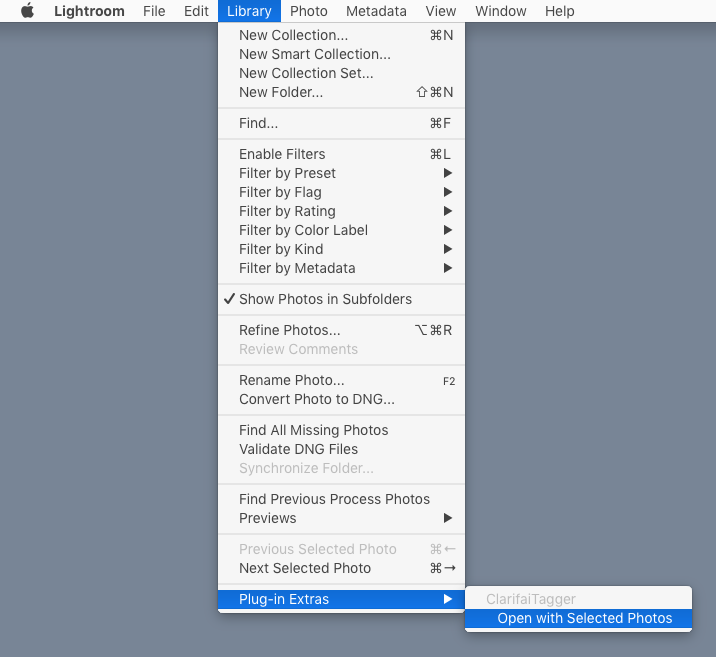 Lightroom File Edit Library Photo Metadata View Window Help
New Collection... ⌘N
New Smart Collection...
New Collection Set...
New Folder... ⇧⌘N
Find... ⌘F
Enable Filters ⌘L
Filter by Preset ▶
Filter by Flag ▶
Filter by Rating ▶
Filter by Color Label ▶
Filter by Kind ▶
Filter by Metadata ▶
✓ Show Photos in Subfolders
Refine Photos... ⌥⌘R
Review Comments
Rename Photo... F2
Convert Photo to DNG...
Find All Missing Photos
Validate DNG Files
Synchronize Folder...
Find Previous Process Photos
Previews ▶
Previous Selected Photo ⌘←
Next Selected Photo ⌘→
Plug-in Extras ▶
ClarifaiTagger
Open with Selected Photos